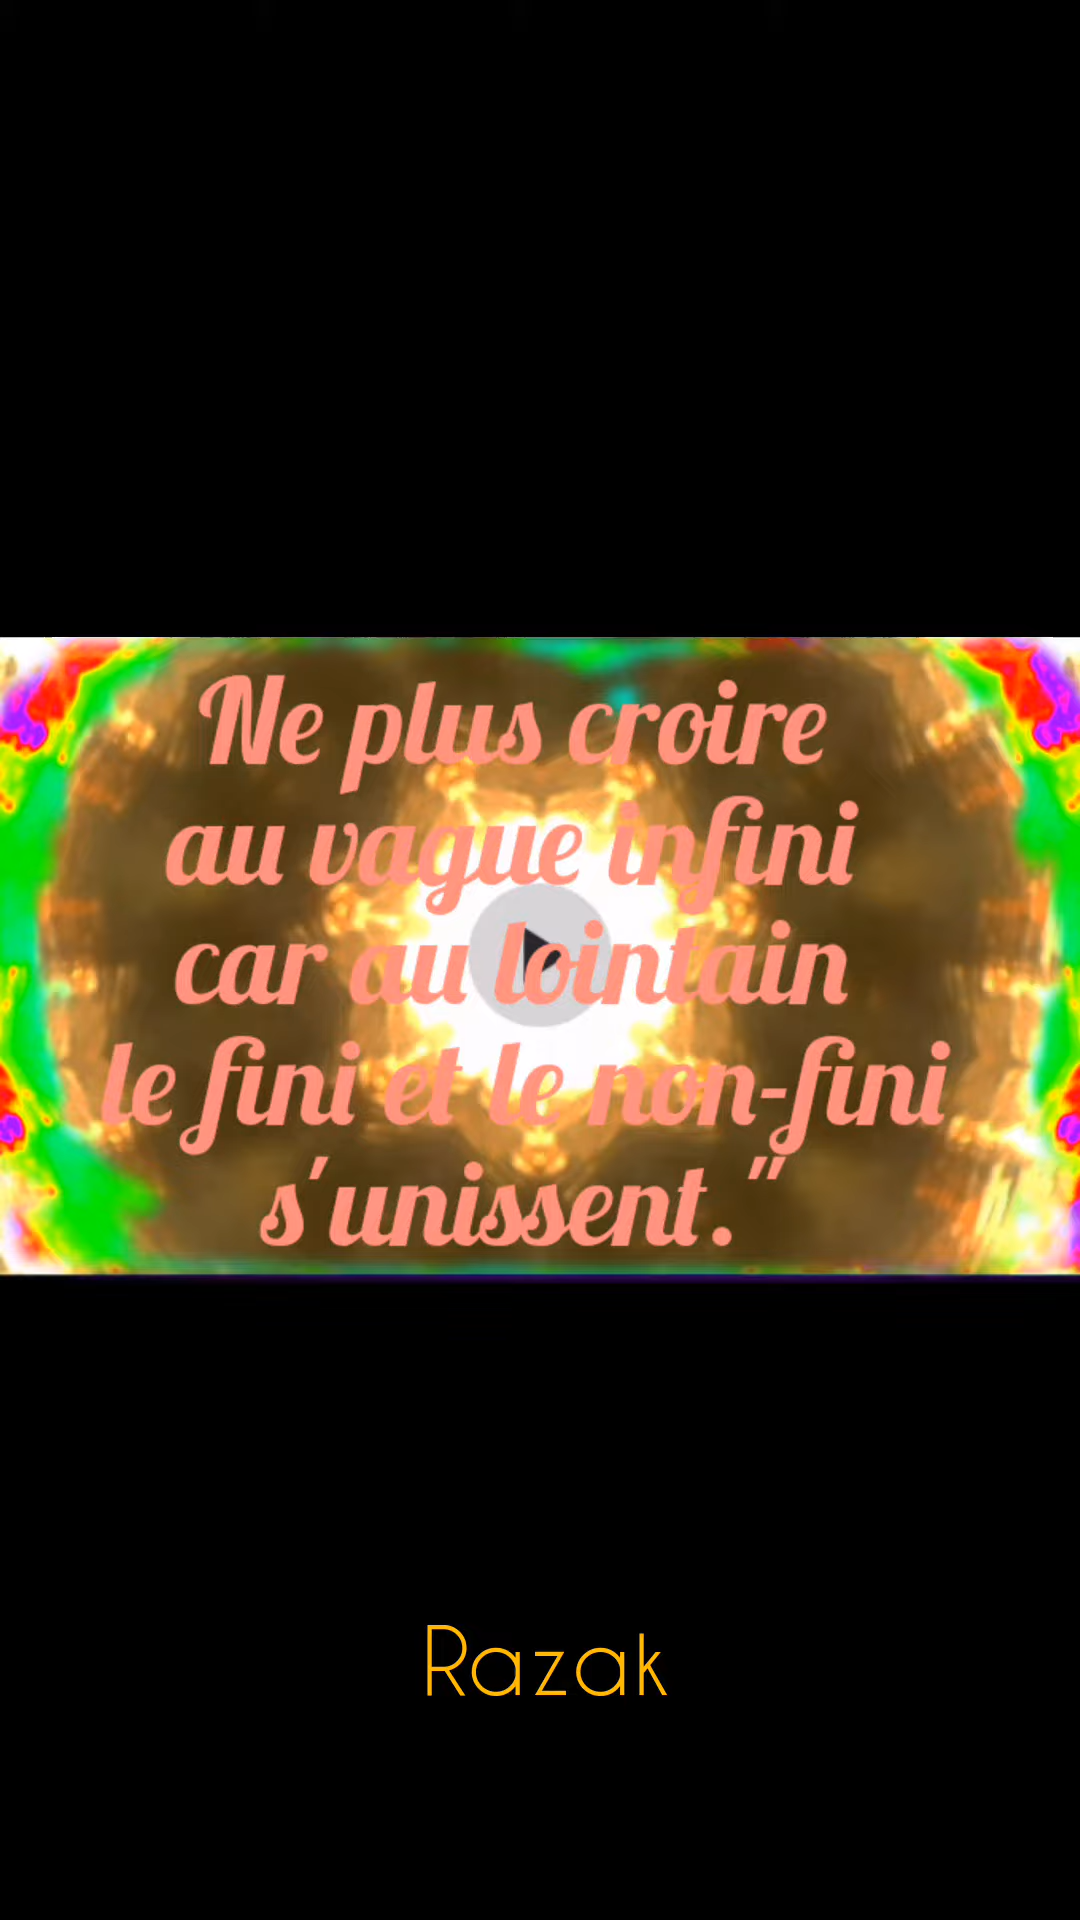 Ne plus croire
au vague infini
car au lointain
le fini et le non-fini
s'unissent."
Razak